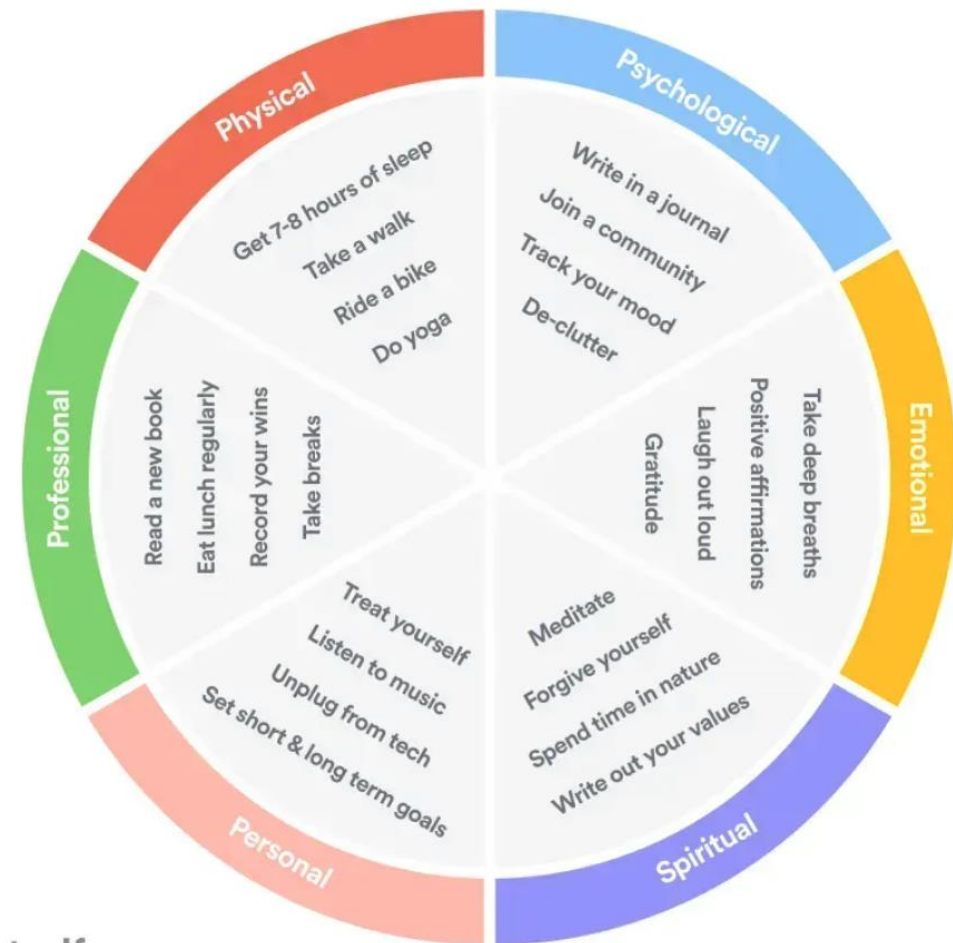 Physical
Get 7-8 hours of sleep
Take a walk
Ride a bike
Do yoga
Psychological
Write in a journal
Join a community
Track your mood
De-clutter
Emotional
Take deep breaths
Positive affirmations
Laugh out loud
Gratitude
Spiritual
Meditate
Forgive yourself
Spend time in nature
Write out your values
Personal
Treat yourself
Listen to music
Unplug from tech
Set short & long term goals
Professional
Read a new book
Eat lunch regularly
Record your wins
Take breaks